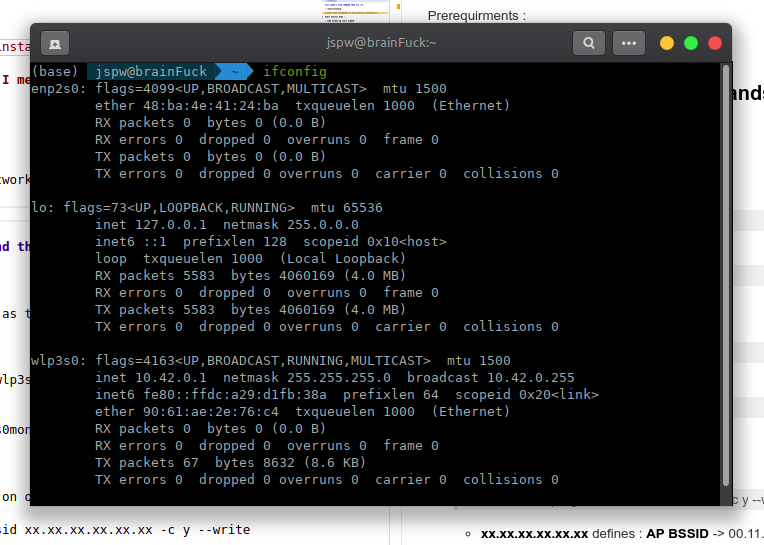 Prerequirments :
jspw@brainFuck:~
insta
(base) jspw@brainFuck ~ ifconfig
I me
enp2s0: flags=4099<UP,BROADCAST,MULTICAST>  mtu 1500
ands
ether 48:ba:4e:41:24:ba  txqueuelen 1000  (Ethernet)
RX packets 0  bytes 0 (0.0 B)
RX errors 0  dropped 0  overruns 0  frame 0
TX packets 0  bytes 0 (0.0 B)
TX errors 0  dropped 0 overruns 0  carrier 0  collisions 0
twork
lo: flags=73<UP,LOOPBACK,RUNNING>  mtu 65536
inet 127.0.0.1  netmask 255.0.0.0
inet6 ::1  prefixlen 128  scopeid 0x10<host>
nd th
loop  txqueuelen 1000  (Local Loopback)
RX packets 5583  bytes 4060169 (4.0 MB)
RX errors 0  dropped 0  overruns 0  frame 0
TX packets 5583  bytes 4060169 (4.0 MB)
as t
TX errors 0  dropped 0 overruns 0  carrier 0  collisions 0
wlp3s0: flags=4163<UP,BROADCAST,RUNNING,MULTICAST>  mtu 1500
inet 10.42.0.1  netmask 255.255.255.0  broadcast 10.42.0.255
wlp3s
inet6 fe80::ffdc:a29:d1fb:38a  prefixlen 64  scopeid 0x20<link>
ether 90:61:ae:2e:76:c4  txqueuelen 1000  (Ethernet)
RX packets 0  bytes 0 (0.0 B)
s0mon
RX errors 0  dropped 0  overruns 0  frame 0
TX packets 67  bytes 8632 (8.6 KB)
TX errors 0  dropped 0 overruns 0  carrier 0  collisions 0
on o
c y --w
sid xx.xx.xx.xx.xx.xx -c y --write
xx.xx.xx.xx.xx.xx defines : AP BSSID -> 00.11.